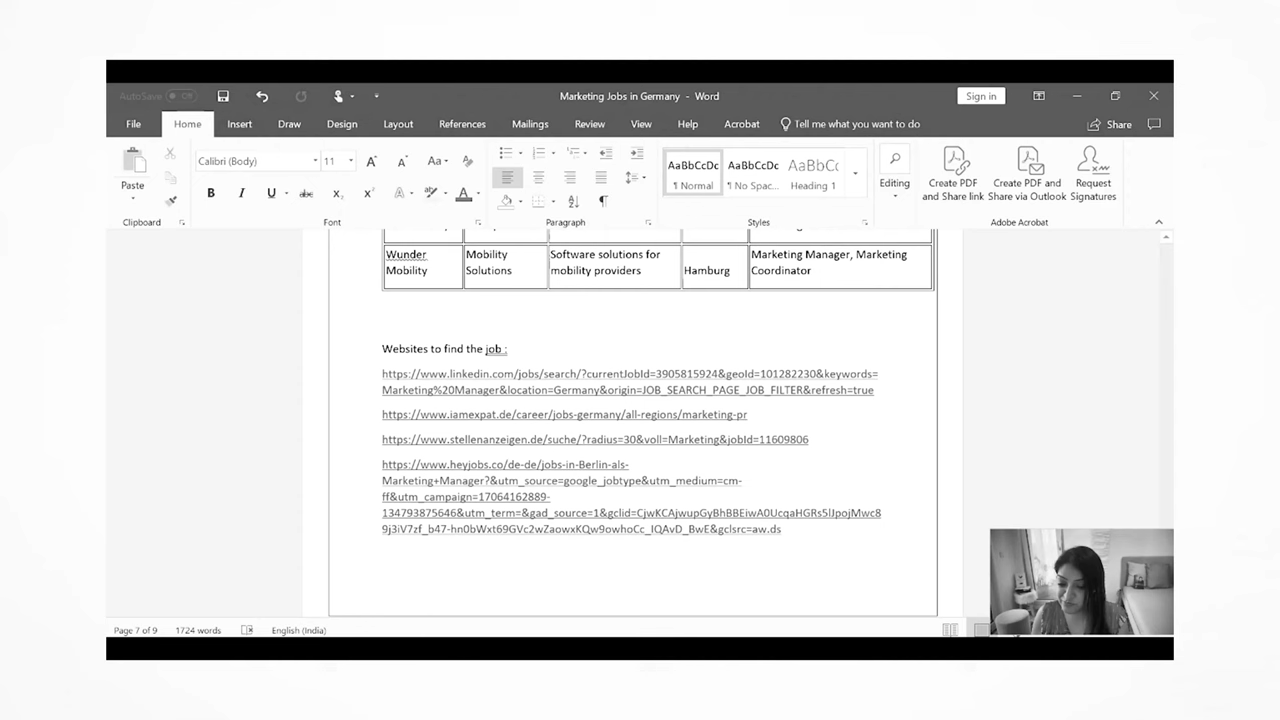 AutoSave Off
Marketing Jobs in Germany - Word
Sign in
File Home Insert Draw Design Layout References Mailings Review View Help Acrobat Tell me what you want to do Share
Calibri (Body) 11 Aa
AaBbCcDc AaBbCcDc AaBbCc
Paste
¶ Normal ¶ No Spac... Heading 1
Editing
Create PDF and Share link
Create PDF and Share via Outlook
Request Signatures
Clipboard Font Paragraph Styles Adobe Acrobat
Wunder Mobility
Mobility Solutions
Software solutions for mobility providers
Hamburg
Marketing Manager, Marketing Coordinator
Websites to find the job :
https://www.linkedin.com/jobs/search/?currentJobId=3905815924&geoId=101282230&keywords=
Marketing%20Manager&location=Germany&origin=JOB_SEARCH_PAGE_JOB_FILTER&refresh=true
https://www.iamexpat.de/career/jobs-germany/all-regions/marketing-pr
https://www.stellenanzeigen.de/suche/?radius=30&voll=Marketing&jobId=11609806
https://www.heyjobs.co/de-de/jobs-in-Berlin-als-
Marketing+Manager?&utm_source=google_jobtype&utm_medium=cm-
ff&utm_campaign=17064162889-
134793875646&utm_term=&gad_source=1&gclid=CjwKCAjwupGyBhBBEiwA0UcqaHGRs5lJpojMwc8
9j3iV7zf_b47-hn0bWxt69GVc2wZaowxKQw9owhoCc_IQAvD_BwE&gclsrc=aw.ds
Page 7 of 9 1724 words English (India)